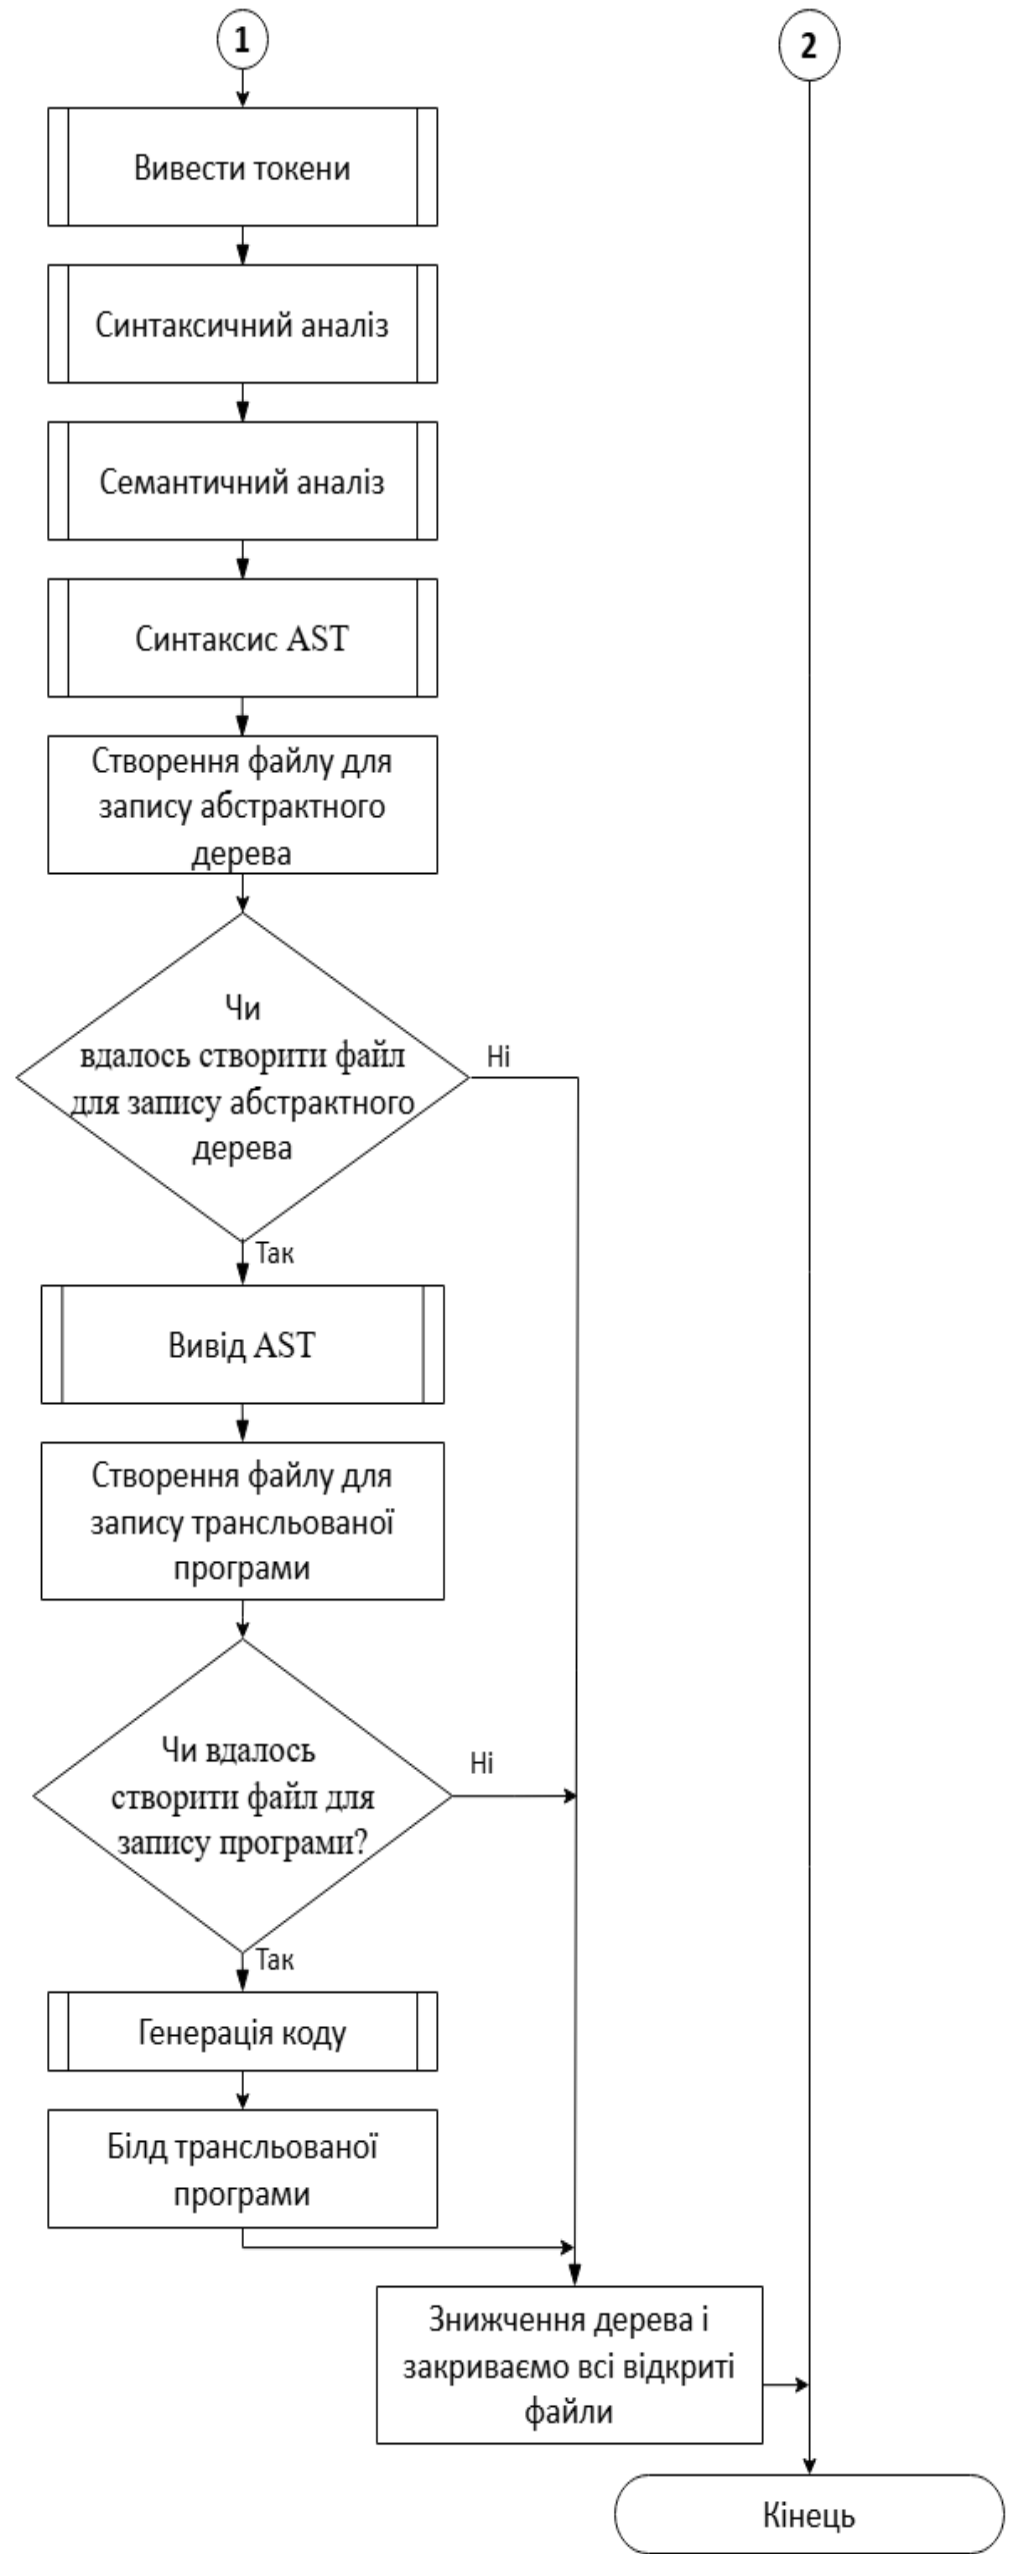 1
2
Вивести токени
Синтаксичний аналіз
Семантичний аналіз
Синтаксис AST
Створення файлу для
запису абстрактного
дерева
Чи
вдалось створити файл
для запису абстрактного
дерева
Ні
Так
Вивід AST
Створення файлу для
запису трансльованої
програми
Чи вдалось
створити файл для
запису програми?
Ні
Так
Генерація коду
Білд трансльованої
програми
Знижчення дерева і
закриваємо всі відкриті
файли
Кінець